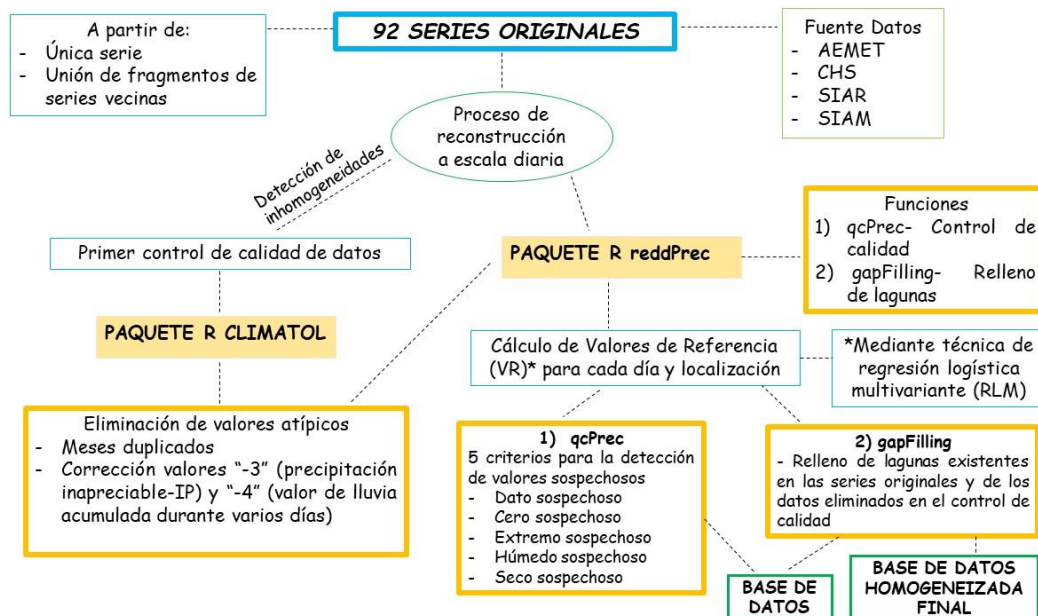 A partir de:
- Única serie
- Unión de fragmentos de
series vecinas
92 SERIES ORIGINALES
Fuente Datos
- AEMET
- CHS
- SIAR
- SIAM
Proceso de
reconstrucción
a escala diaria
Detección de
inhomogeneidades
Primer control de calidad de datos
PAQUETE R reddPrec
Funciones
1) qcPrec- Control de
calidad
2) gapFilling- Relleno
de lagunas
PAQUETE R CLIMATOL
Cálculo de Valores de Referencia
(VR)* para cada día y localización
*Mediante técnica de
regresión logística
multivariante (RLM)
Eliminación de valores atípicos
- Meses duplicados
- Corrección valores “-3” (precipitación
inapreciable-IP) y “-4” (valor de lluvia
acumulada durante varios días)
1) qcPrec
5 criterios para la detección
de valores sospechosos
- Dato sospechoso
- Cero sospechoso
- Extremo sospechoso
- Húmedo sospechoso
- Seco sospechoso
2) gapFilling
- Relleno de lagunas existentes
en las series originales y de los
datos eliminados en el control de
calidad
BASE DE
DATOS
BASE DE DATOS
HOMOGENEIZADA
FINAL